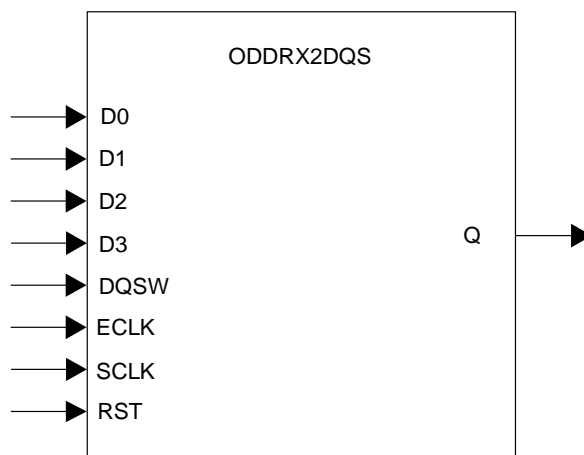 ODDRX2DQS
D0
D1
D2
D3
Q
DQSW
ECLK
SCLK
RST